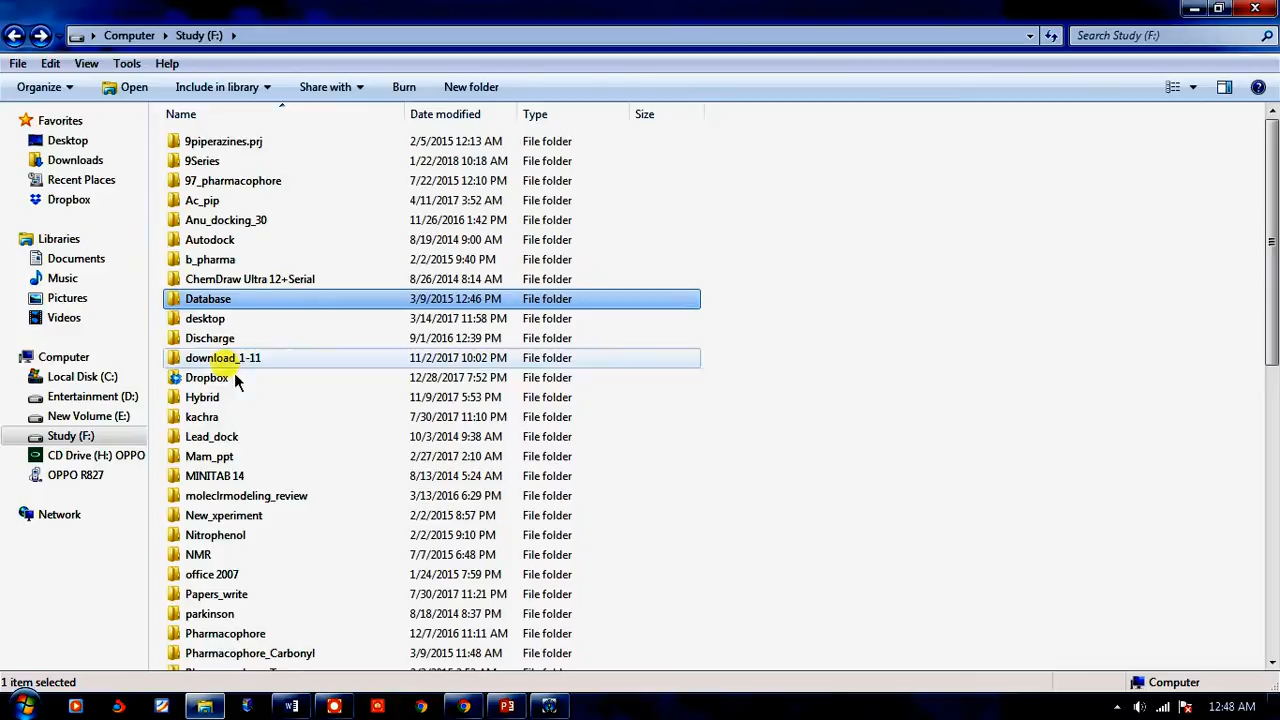 Computer Study (F:) Search Study (F:)
File Edit View Tools Help
Organize Open Include in library Share with Burn New folder
Favorites
Desktop
Downloads
Recent Places
Dropbox
Libraries
Documents
Music
Pictures
Videos
Computer
Local Disk (C:)
Entertainment (D:)
New Volume (E:)
Study (F:)
CD Drive (H:) OPPO
OPPO R827
Network
Name Date modified Type Size
9piperazines.prj 2/5/2015 12:13 AM File folder
9Series 1/22/2018 10:18 AM File folder
97_pharmacophore 7/22/2015 12:10 PM File folder
Ac_pip 4/11/2017 3:52 AM File folder
Anu_docking_30 11/26/2016 1:42 PM File folder
Autodock 8/19/2014 9:00 AM File folder
b_pharma 2/2/2015 9:40 PM File folder
ChemDraw Ultra 12+Serial 8/26/2014 8:14 AM File folder
Database 3/9/2015 12:46 PM File folder
desktop 3/14/2017 11:58 PM File folder
Discharge 9/1/2016 12:39 PM File folder
download_1-11 11/2/2017 10:02 PM File folder
Dropbox 12/28/2017 7:52 PM File folder
Hybrid 11/9/2017 5:53 PM File folder
kachra 7/30/2017 11:10 PM File folder
Lead_dock 10/3/2014 9:38 AM File folder
Mam_ppt 2/27/2017 2:10 AM File folder
MINITAB 14 8/13/2014 5:24 AM File folder
moleclrmodeling_review 3/13/2016 6:29 PM File folder
New_xperiment 2/2/2015 8:57 PM File folder
Nitrophenol 2/2/2015 9:10 PM File folder
NMR 7/7/2015 6:48 PM File folder
office 2007 1/24/2015 7:59 PM File folder
Papers_write 7/30/2017 11:21 PM File folder
parkinson 8/18/2014 8:37 PM File folder
Pharmacophore 12/7/2016 11:11 AM File folder
Pharmacophore_Carbonyl 3/9/2015 11:48 AM File folder
1 item selected Computer
12:48 AM